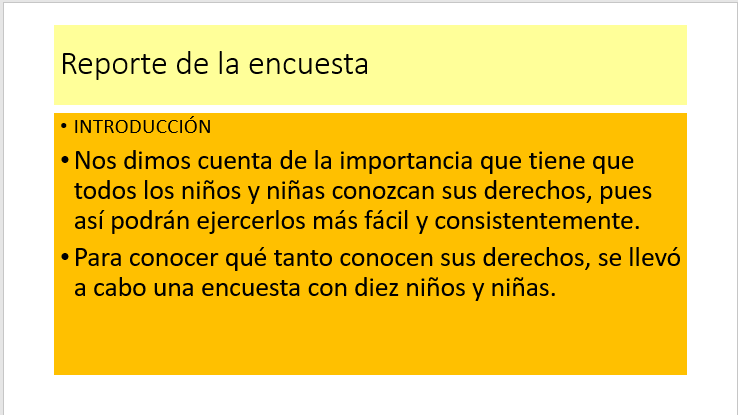 Reporte de la encuesta
• INTRODUCCIÓN
• Nos dimos cuenta de la importancia que tiene que
todos los niños y niñas conozcan sus derechos, pues
así podrán ejercerlos más fácil y consistentemente.
• Para conocer qué tanto conocen sus derechos, se llevó
a cabo una encuesta con diez niños y niñas.